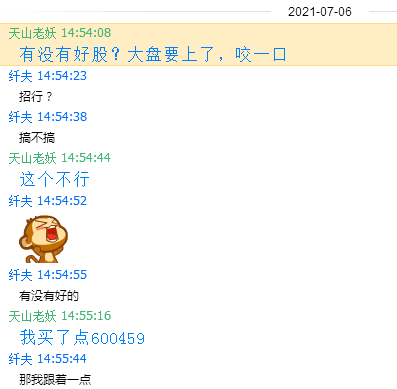 2021-07-06
天山老妖 14:54:08
有没有好股？大盘要上了，咬一口
纤夫 14:54:23
招行？
纤夫 14:54:38
搞不搞
天山老妖 14:54:44
这个不行
纤夫 14:54:52
纤夫 14:54:55
有没有好的
天山老妖 14:55:16
我买了点600459
纤夫 14:55:44
那我跟着一点